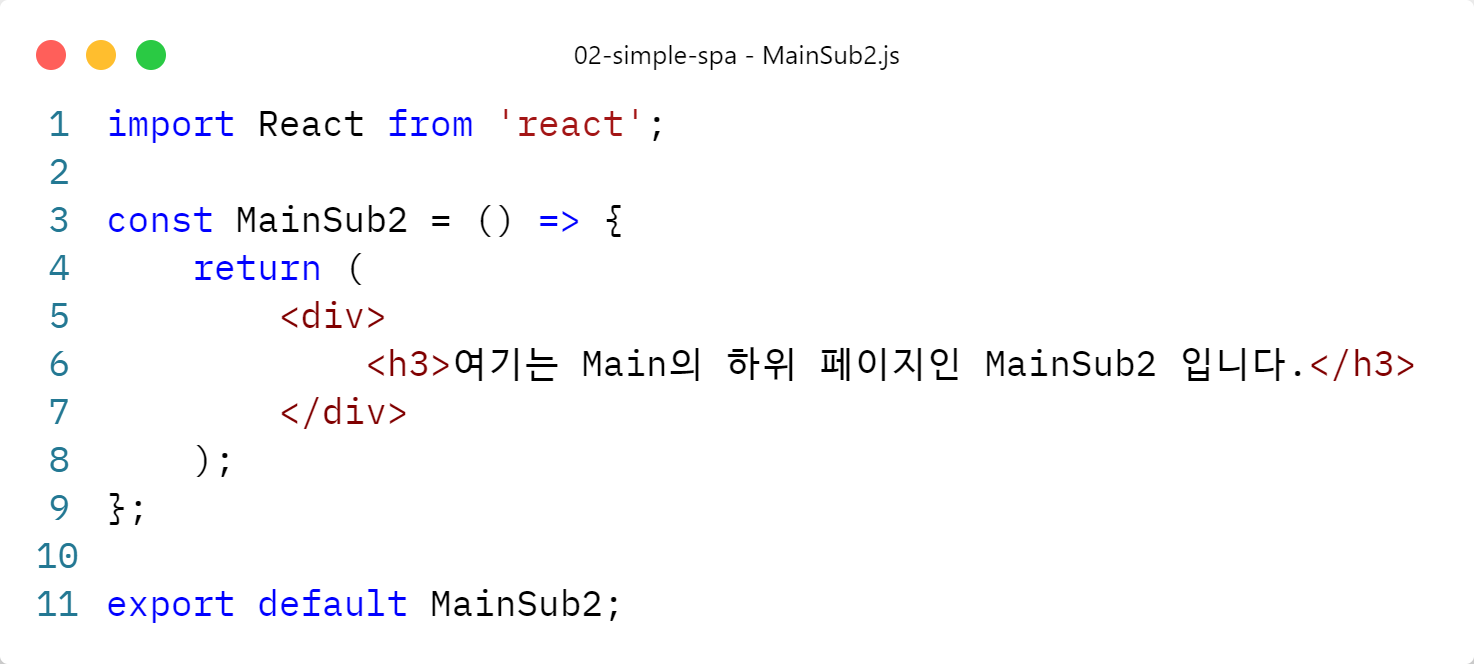 02-simple-spa - MainSub2.js
1 import React from 'react';
2
3 const MainSub2 = () => {
4     return (
5         <div>
6             <h3>여기는 Main의 하위 페이지인 MainSub2 입니다.</h3>
7         </div>
8     );
9 };
10
11 export default MainSub2;